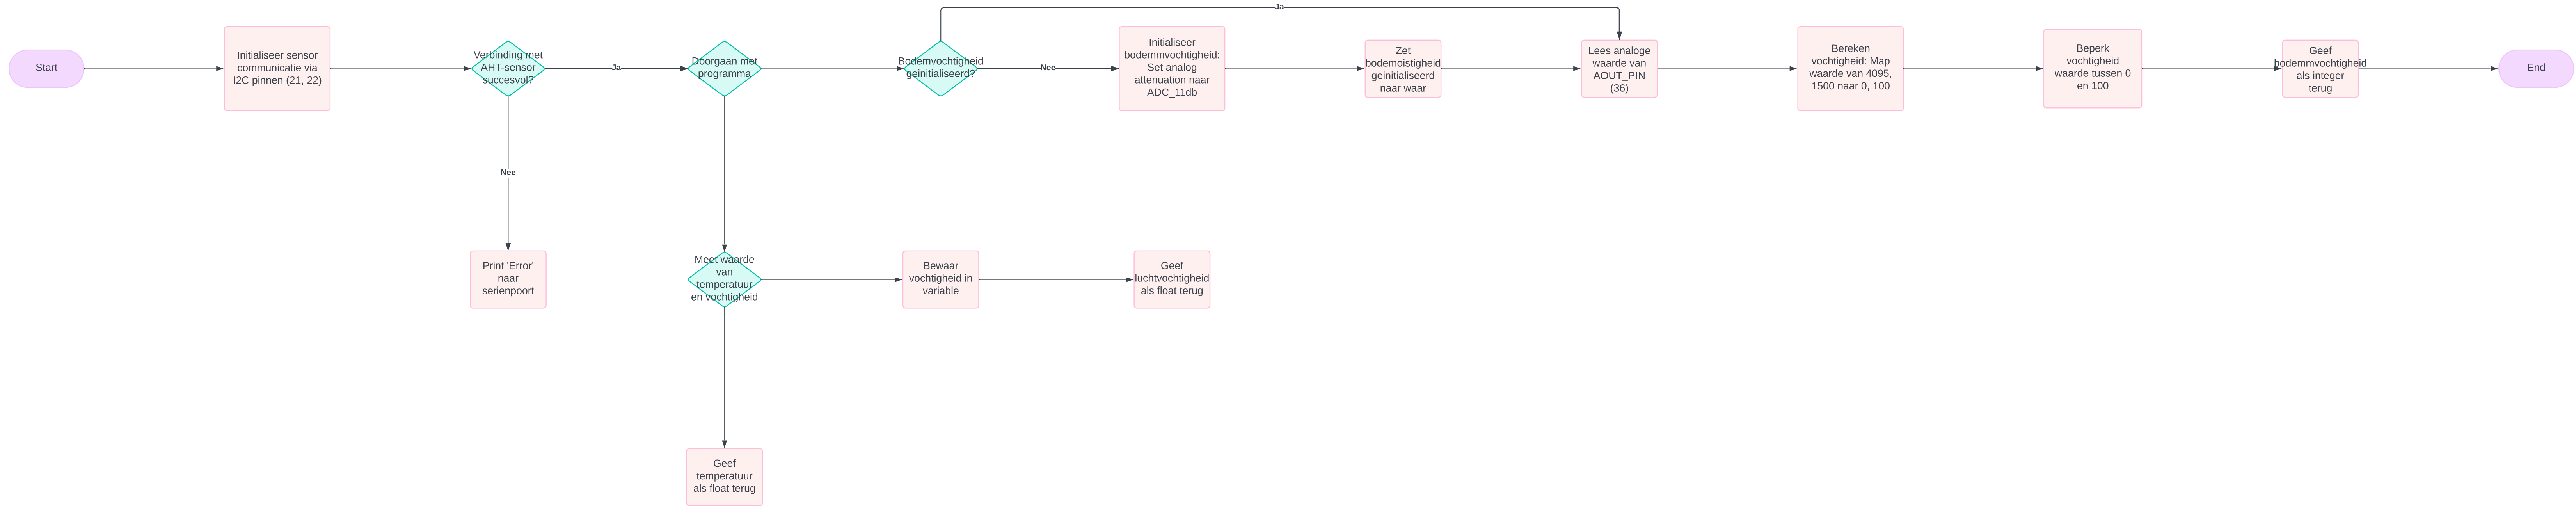 Ja
Start
Initialiseer sensor
communicatie via
I2C pinnen (21, 22)
Verbinding met
AHT-sensor
succesvol?
Ja
Doorgaan met
programma
Bodemvochtigheid
geinitialiseerd?
Nee
Initialiseer
bodemmvochtigheid:
Set analog
attenuation naar
ADC_11db
Zet
bodemoistigheid
geinitialiseerd
naar waar
Lees analoge
waarde van
AOUT_PIN
(36)
Bereken
vochtigheid: Map
waarde van 4095,
1500 naar 0, 100
Beperk
vochtigheid
waarde tussen 0
en 100
Geef
bodemmvochtigheid
als integer
terug
End
Nee
Print 'Error'
naar
serienpoort
Meet waarde
van
temperatuur
en vochtigheid
Bewaar
vochtigheid in
variable
Geef
luchtvochtigheid
als float terug
Geef
temperatuur
als float terug